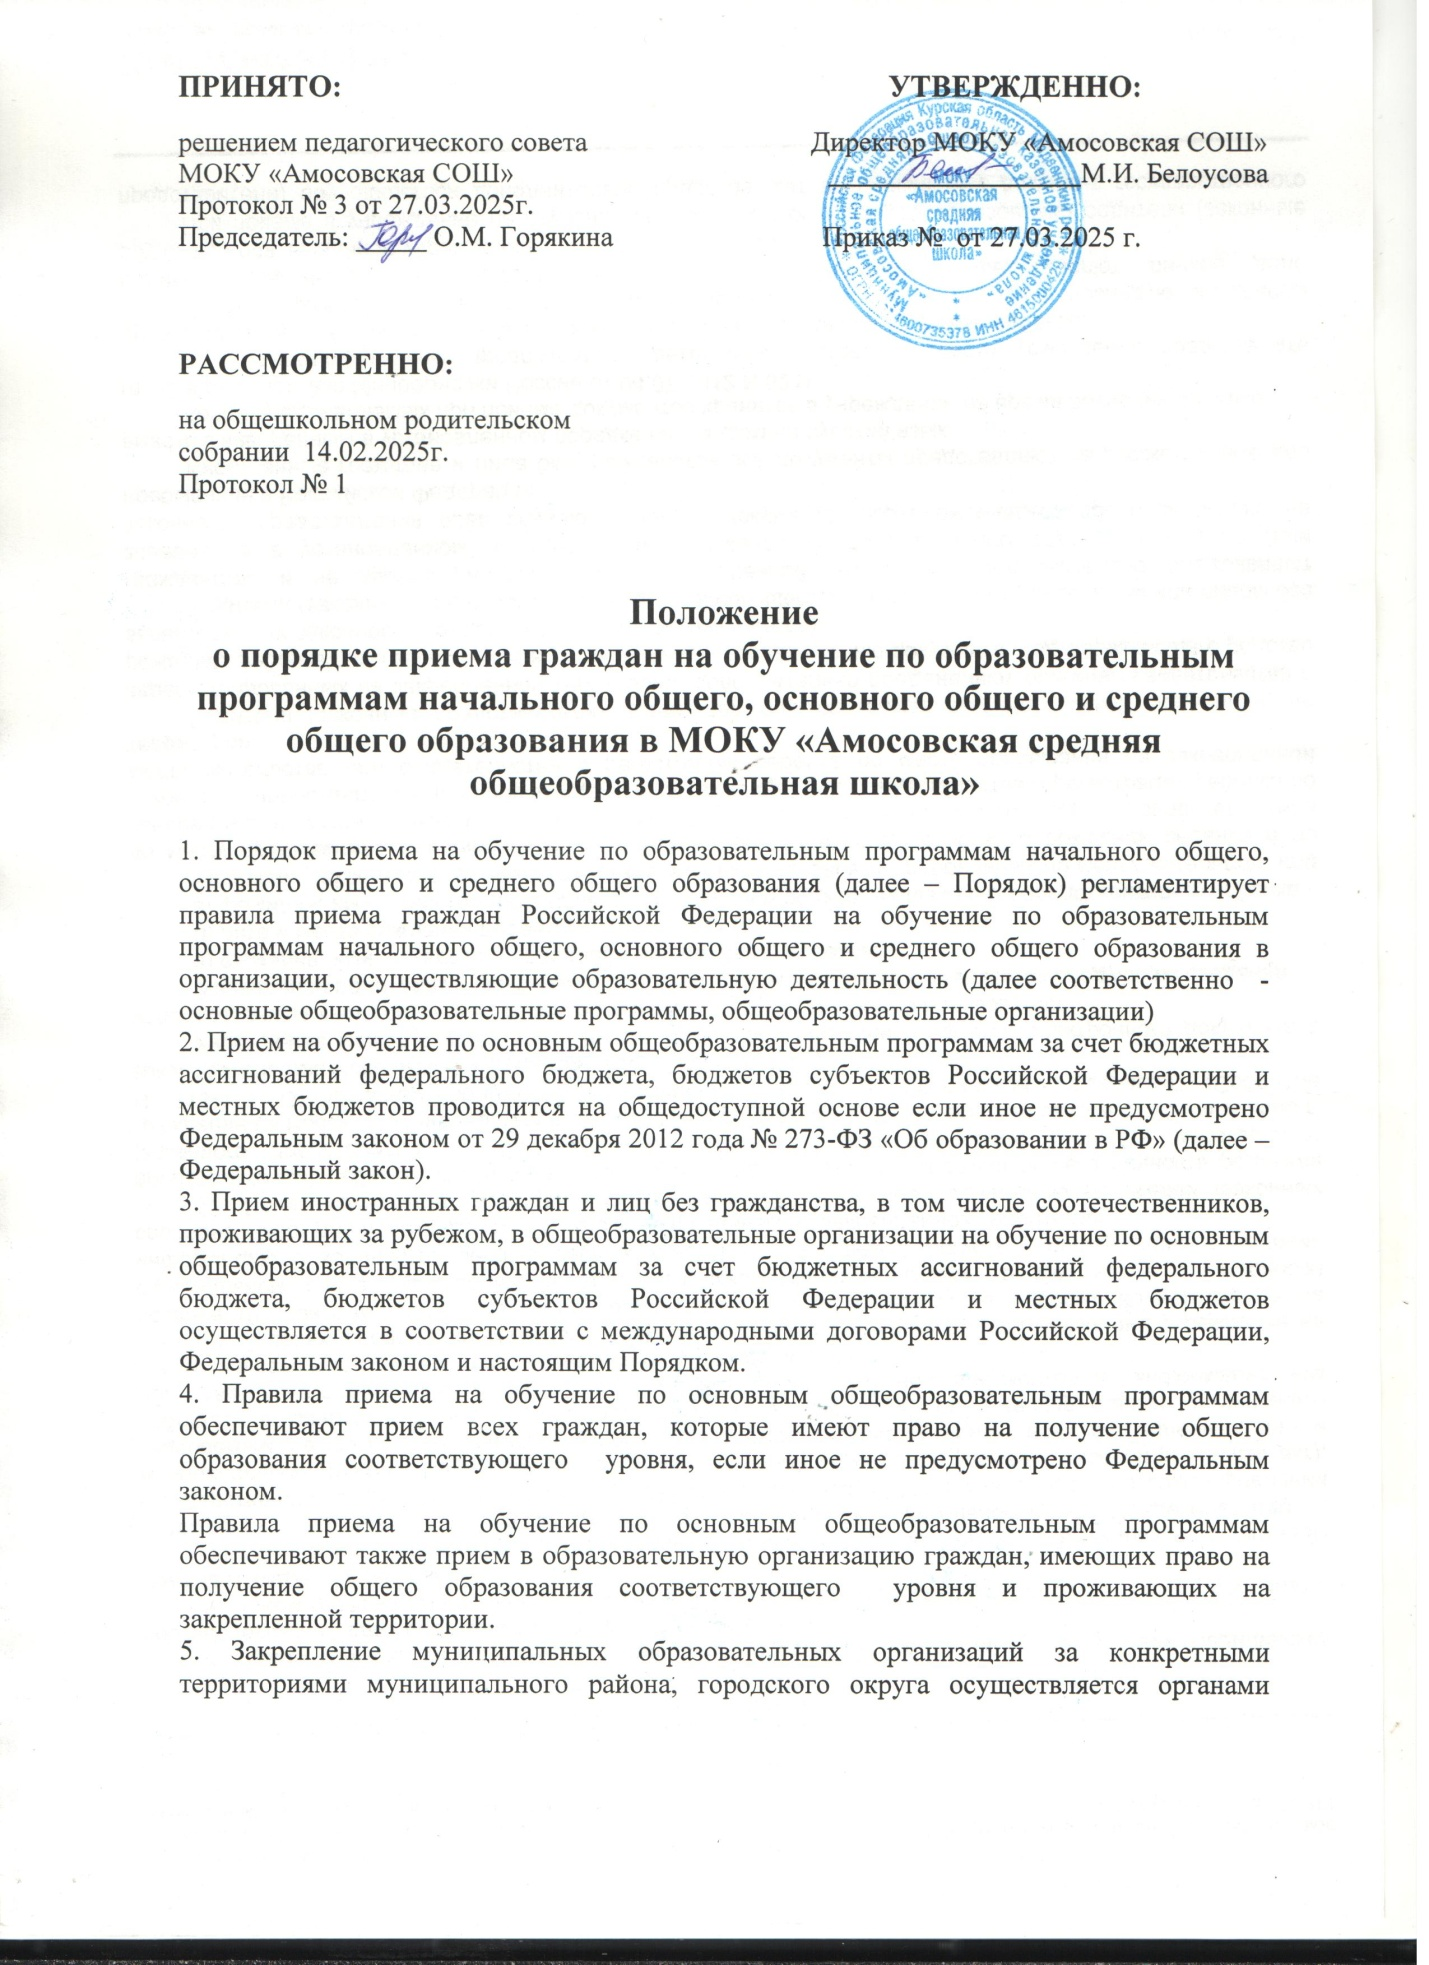 ПРИНЯТО:
решением педагогического совета
МОКУ «Амосовская СОШ»
Протокол № 3 от 27.03.2025г.
Председатель: О.М. Горякина
УТВЕРЖДЕННО:
Директор МОКУ «Амосовская СОШ»
М.И. Белоусова
Приказ № от 27.03.2025 г.
МОКУ
«Амосовская
средняя
общеобразовательная
школа»
РАССМОТРЕННО:
на общешкольном родительском
собрании 14.02.2025г.
Протокол № 1
Положение
о порядке приема граждан на обучение по образовательным
программам начального общего, основного общего и среднего
общего образования в МОКУ «Амосовская средняя
общеобразовательная школа»
1. Порядок приема на обучение по образовательным программам начального общего,
основного общего и среднего общего образования (далее – Порядок) регламентирует
правила приема граждан Российской Федерации на обучение по образовательным
программам начального общего, основного общего и среднего общего образования в
организации, осуществляющие образовательную деятельность (далее соответственно -
основные общеобразовательные программы, общеобразовательные организации)
2. Прием на обучение по основным общеобразовательным программам за счет бюджетных
ассигнований федерального бюджета, бюджетов субъектов Российской Федерации и
местных бюджетов проводится на общедоступной основе если иное не предусмотрено
Федеральным законом от 29 декабря 2012 года № 273-ФЗ «Об образовании в РФ» (далее –
Федеральный закон).
3. Прием иностранных граждан и лиц без гражданства, в том числе соотечественников,
проживающих за рубежом, в общеобразовательные организации на обучение по основным
общеобразовательным программам за счет бюджетных ассигнований федерального
бюджета, бюджетов субъектов Российской Федерации и местных бюджетов
осуществляется в соответствии с международными договорами Российской Федерации,
Федеральным законом и настоящим Порядком.
4. Правила приема на обучение по основным общеобразовательным программам
обеспечивают прием всех граждан, которые имеют право на получение общего
образования соответствующего уровня, если иное не предусмотрено Федеральным
законом.
Правила приема на обучение по основным общеобразовательным программам
обеспечивают также прием в образовательную организацию граждан, имеющих право на
получение общего образования соответствующего уровня и проживающих на
закрепленной территории.
5. Закрепление муниципальных образовательных организаций за конкретными
территориями муниципального района, городского округа осуществляется органами